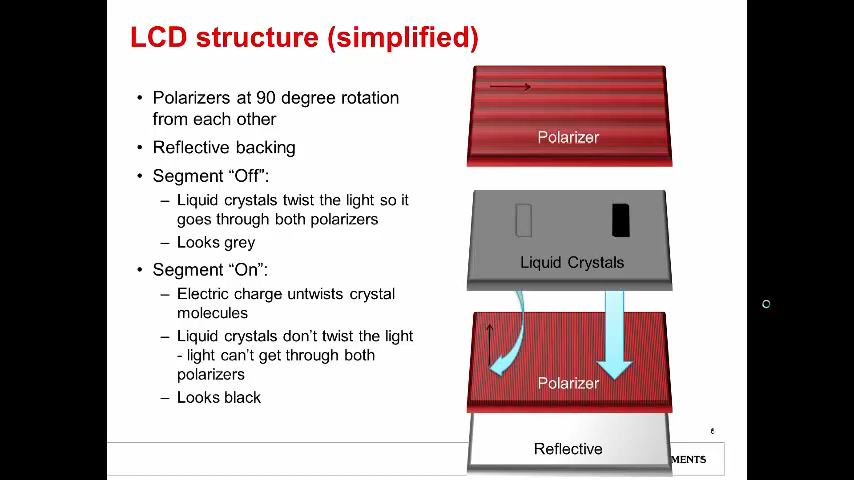 LCD structure (simplified)
• Polarizers at 90 degree rotation
from each other
• Reflective backing
• Segment “Off”:
– Liquid crystals twist the light so it
goes through both polarizers
– Looks grey
• Segment “On”:
– Electric charge untwists crystal
molecules
– Liquid crystals don’t twist the light
- light can’t get through both
polarizers
– Looks black
Polarizer
Liquid Crystals
Polarizer
Reflective
6
MENTS